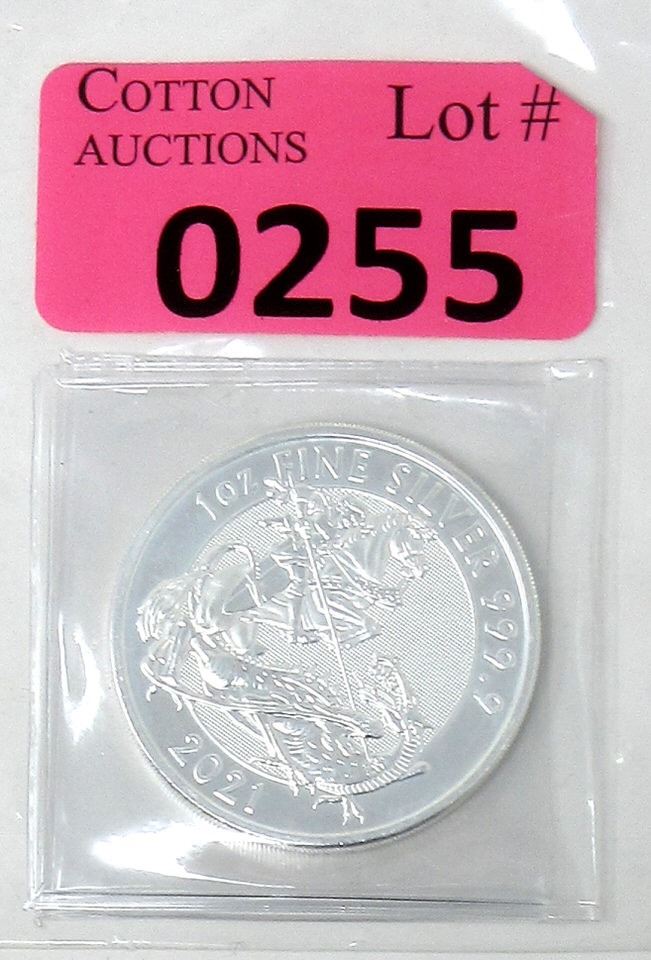 COTTON
AUCTIONS
Lot #
0255
1oz FINE SILVER 999.9
2021